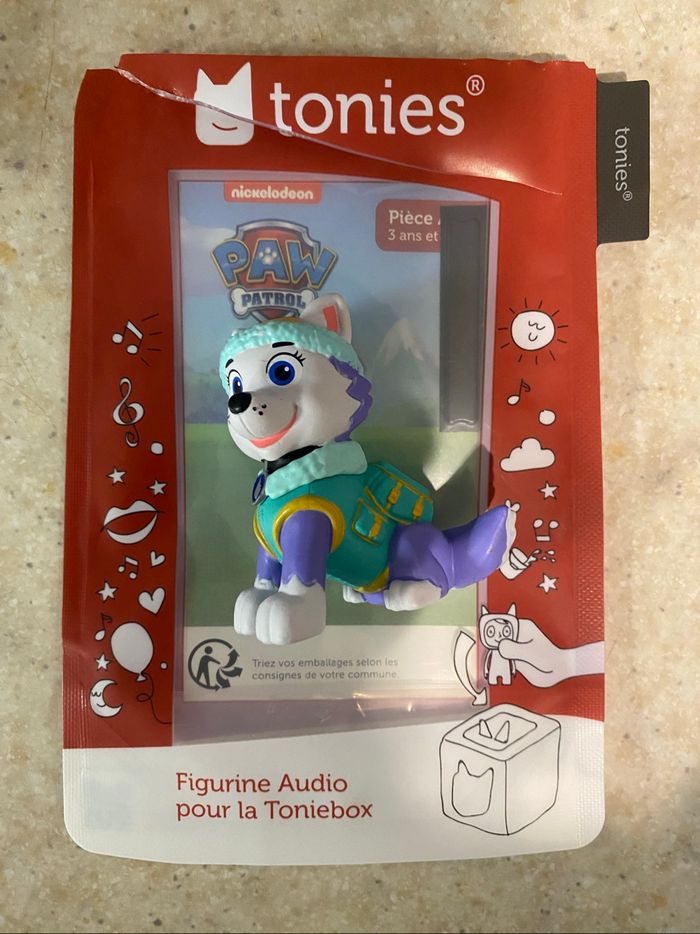 tonies®
tonies®
nickelodeon
PAW
PATROL
Pièce
3 ans et
Triez vos emballages selon les
consignes de votre commune.
Figurine Audio
pour la Toniebox